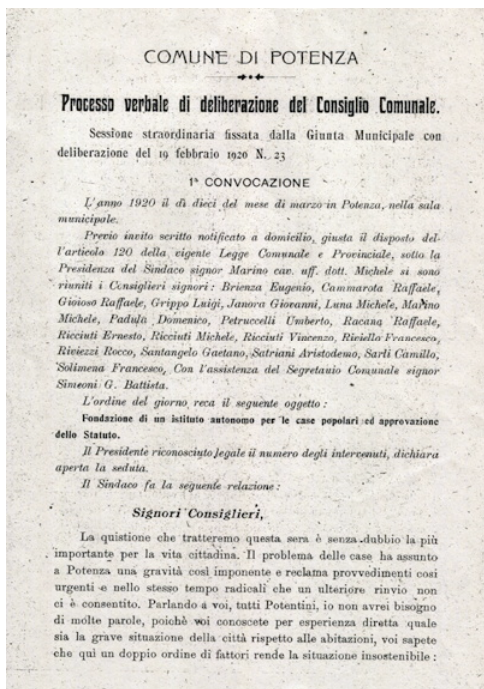 COMUNE DI POTENZA
Processo verbale di deliberazione del Consiglio Comunale.
Sessione straordinaria fissata dalla Giunta Municipale con
deliberazione del 19 febbraio 1920 N. 23
1ª CONVOCAZIONE
L'anno 1920 il dì dieci del mese di marzo in Potenza, nella sala
municipale.
Previo invito scritto notificato a domicilio, giusta il disposto del-
l'articolo 120 della vigente Legge Comunale e Provinciale, sotto la
Presidenza del Sindaco signor Marino cav. uff. dott. Michele si sono
riuniti i Consiglieri signori : Brienza Eugenio, Cammarota Raffaele,
Gioioso Raffaele, Grippo Luigi, Janora Giovanni, Luna Michele, Marino
Michele, Padula Domenico, Petruccelli Umberto, Racana Raffaele,
Ricciuti Ernesto, Ricciuti Michele, Ricciuti Vincenzo, Riviello Francesco,
Riviezzi Rocco, Santangelo Gaetano, Satriani Aristodemo, Sarli Camillo,
Solimena Francesco, Con l'assistenza del Segretauio Comunale signor
Simeoni G. Battista.
L'ordine del giorno reca il seguente oggetto :
Fondazione di un istituto autonomo per le case popolari ed approvazione
dello Statuto.
Il Presidente riconosciuto legale il numero degli intervenuti, dichiara
aperta la seduta.
Il Sindaco fa la seguente relazione :
Signori Consiglieri,
La quistione che tratteremo questa sera è senza dubbio la più
importante per la vita cittadina. Il problema delle case ha assunto
a Potenza una gravità così imponente e reclama provvedimenti così
urgenti e nello stesso tempo radicali che un ulteriore rinvio non
ci è consentito. Parlando a voi, tutti Potentini, io non avrei bisogno
di molte parole, poichè voi conoscete per esperienza diretta quale
sia la grave situazione della città rispetto alle abitazioni, voi sapete
che qui un doppio ordine di fattori rende la situazione insostenibile :